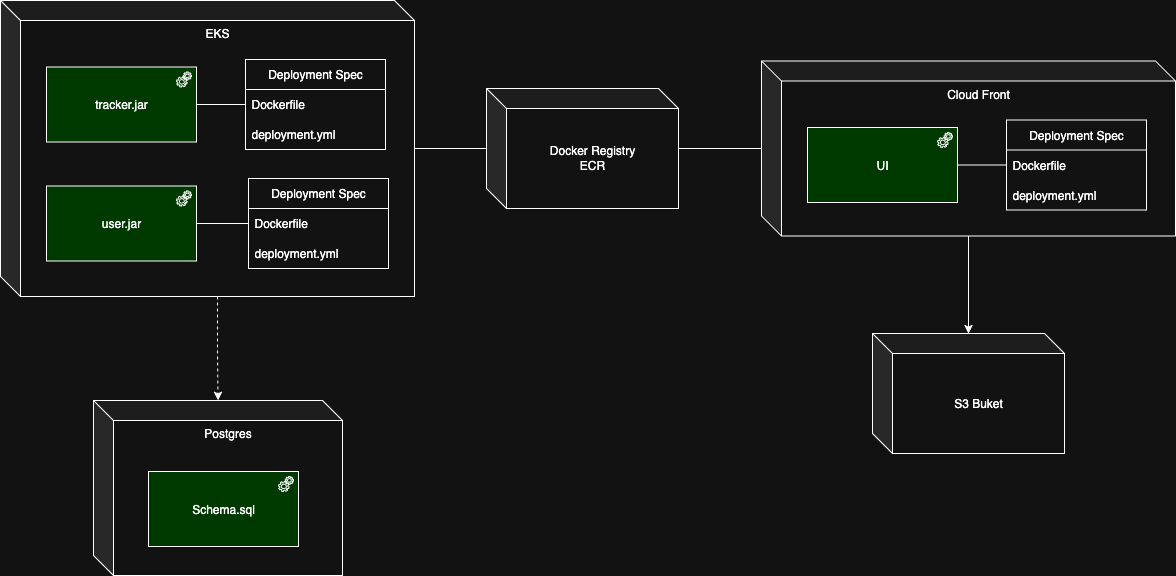 EKS
tracker.jar
Deployment Spec
Dockerfile
deployment.yml
user.jar
Deployment Spec
Dockerfile
deployment.yml
Docker Registry
ECR
Cloud Front
UI
Deployment Spec
Dockerfile
deployment.yml
Postgres
Schema.sql
S3 Buket